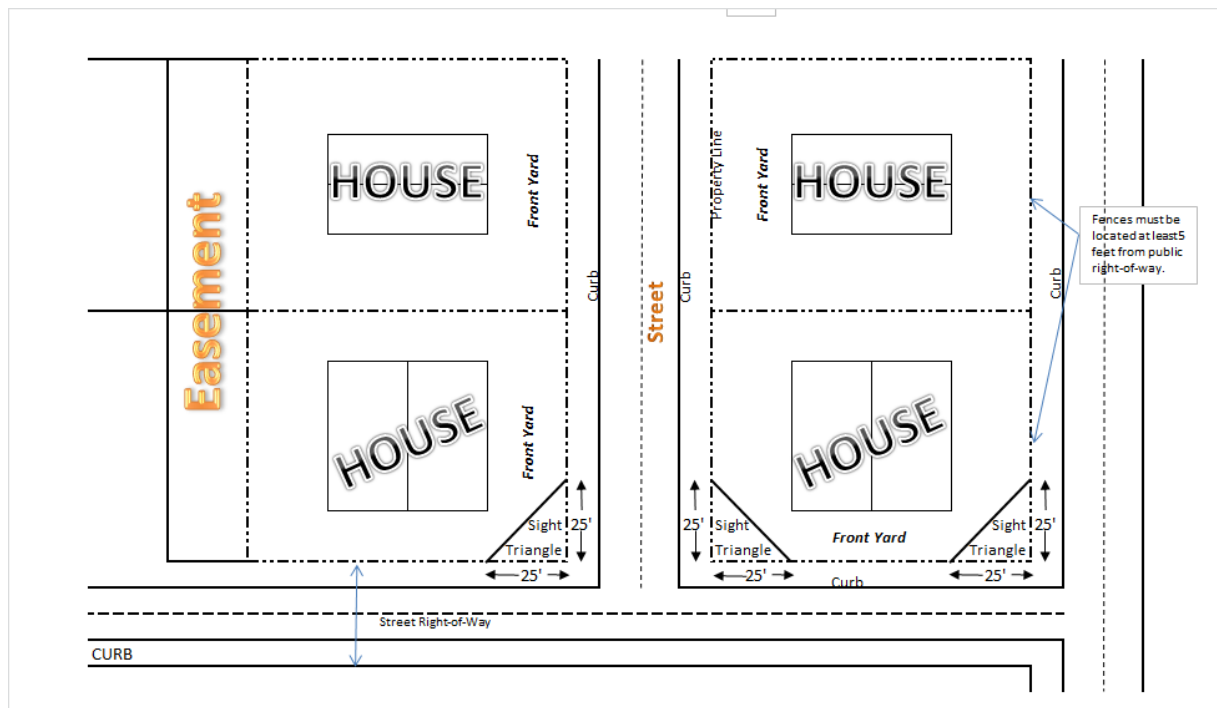 HOUSE
Front Yard
Property Line
Front Yard
HOUSE
Easement
Fences must be
located at least5
feet from public
right-of-way.
Curb
Street
Curb
Curb
HOUSE
Front Yard
HOUSE
Sight
Triangle
25'
25'
25'
Sight
Triangle
25'
Front Yard
Sight
Triangle
25'
25'
Curb
Street Right-of-Way
CURB